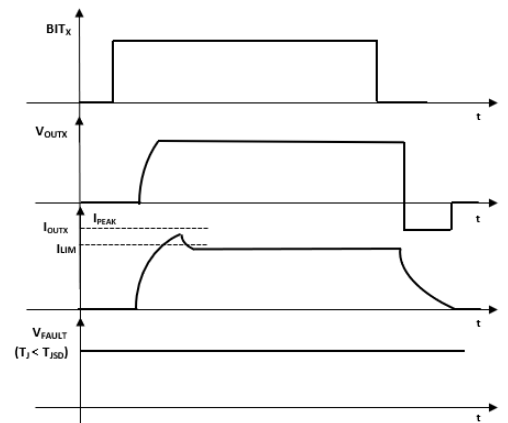 BITX
t
VOUTX
t
IPEAK
IOUTX
ILIM
t
VFAULT
(TJ < TJSD)
t